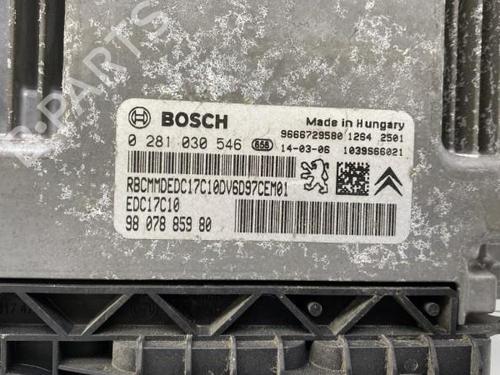 BOSCH
Made in Hungary
9666729580 1264 2501
0 281 030 546 858 14-03-06 1039S66021
RBCMMDEDC17C10DV6D97CEM01
EDC17C10
98 078 859 80